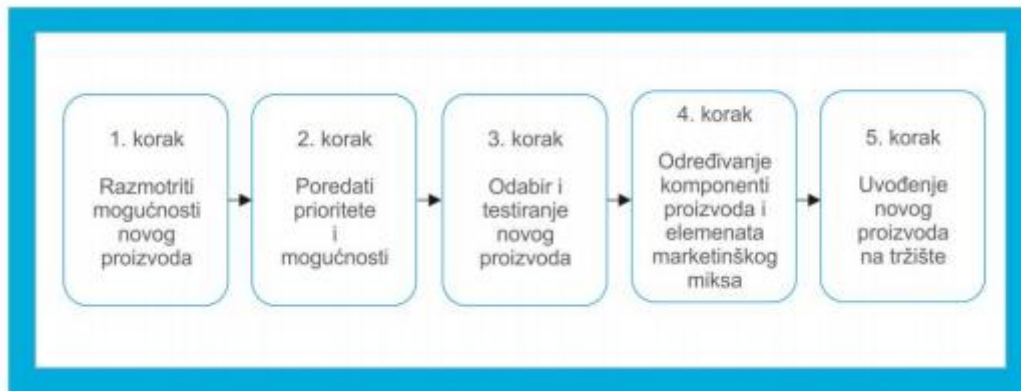 1. korak
Razmotriti
mogućnosti
novog
proizvoda
2. korak
Poredati
prioritete
i
mogućnosti
3. korak
Odabir i
testiranje
novog
proizvoda
4. korak
Određivanje
komponenti
proizvoda i
elemenata
marketinškog
miksa
5. korak
Uvođenje
novog
proizvoda
na tržište